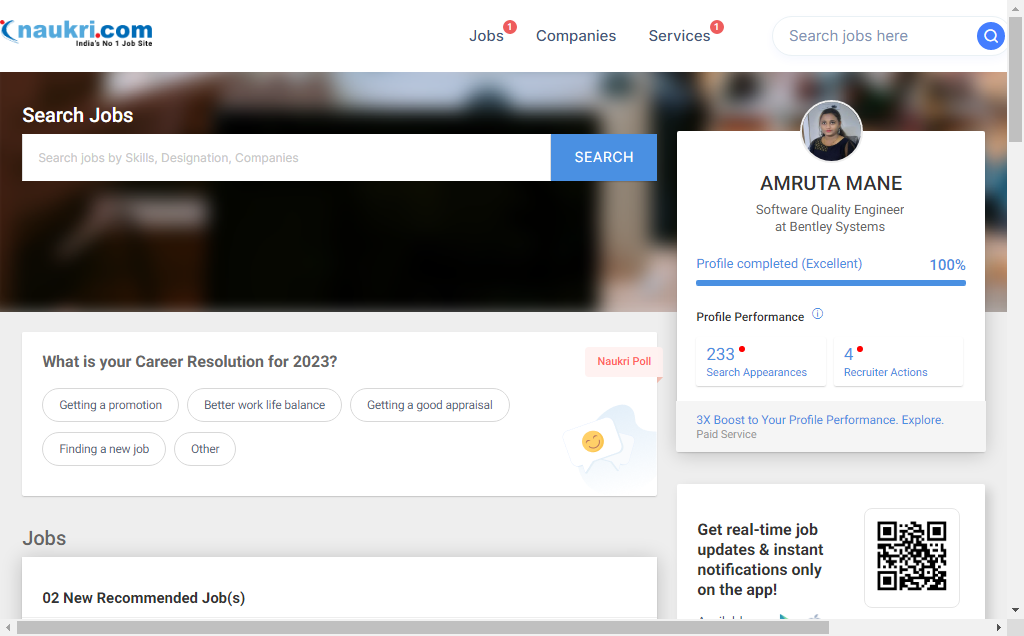 naukri.com
India's No 1 Job Site
Jobs 1
Companies
Services 1
Search jobs here
Search Jobs
Search jobs by Skills, Designation, Companies
SEARCH
AMRUTA MANE
Software Quality Engineer
at Bentley Systems
Profile completed (Excellent) 100%
Profile Performance
233
Search Appearances
4
Recruiter Actions
3X Boost to Your Profile Performance. Explore.
Paid Service
What is your Career Resolution for 2023?
Naukri Poll
Getting a promotion
Better work life balance
Getting a good appraisal
Finding a new job
Other
Jobs
02 New Recommended Job(s)
Get real-time job
updates & instant
notifications only
on the app!